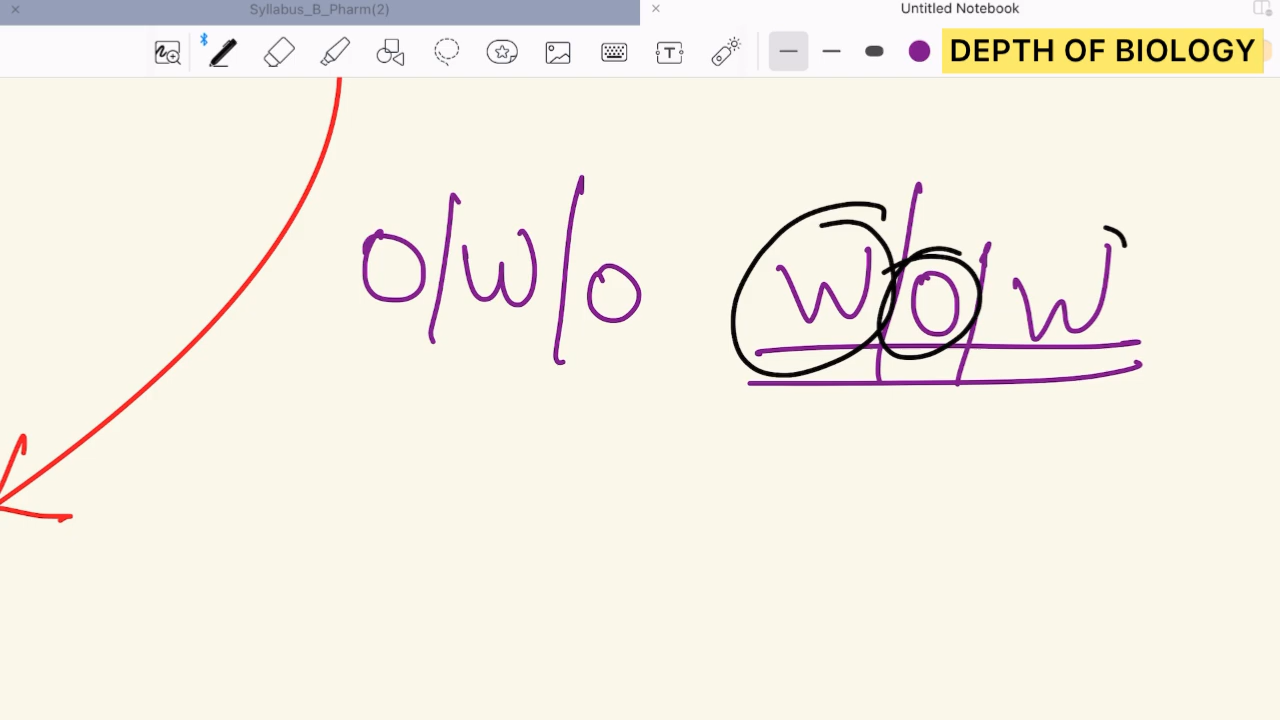 Syllabus_B_Pharm(2)
Untitled Notebook
DEPTH OF BIOLOGY
O/W/O
W/O/W